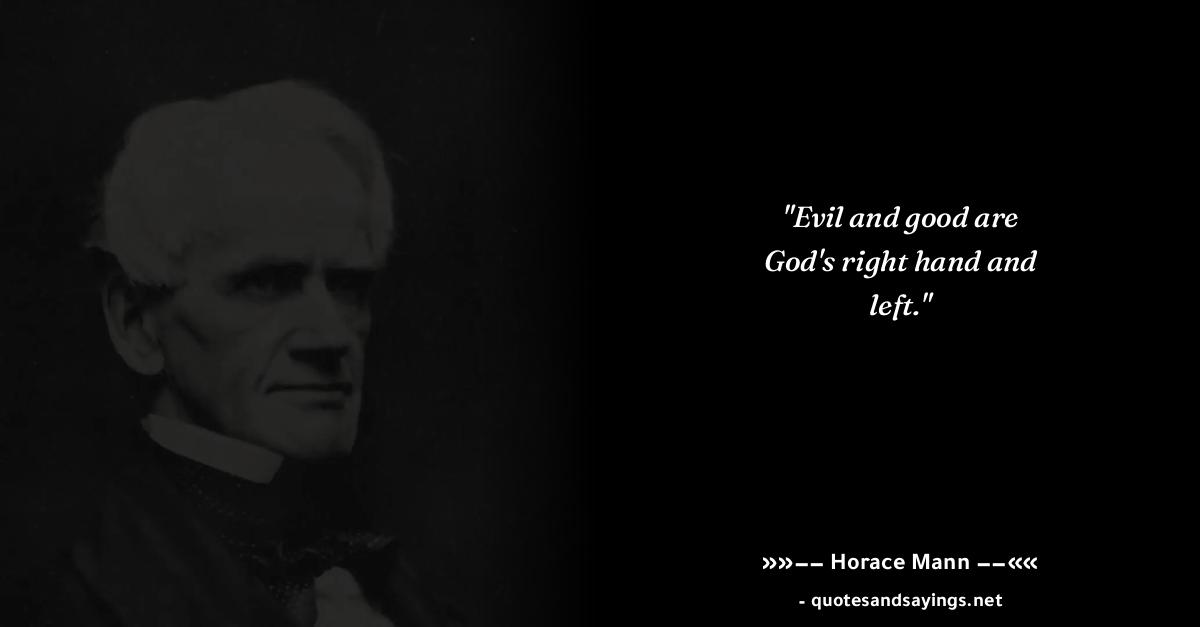 "Evil and good are
God's right hand and
left."
»»−− Horace Mann −−««
- quotesandsayings.net